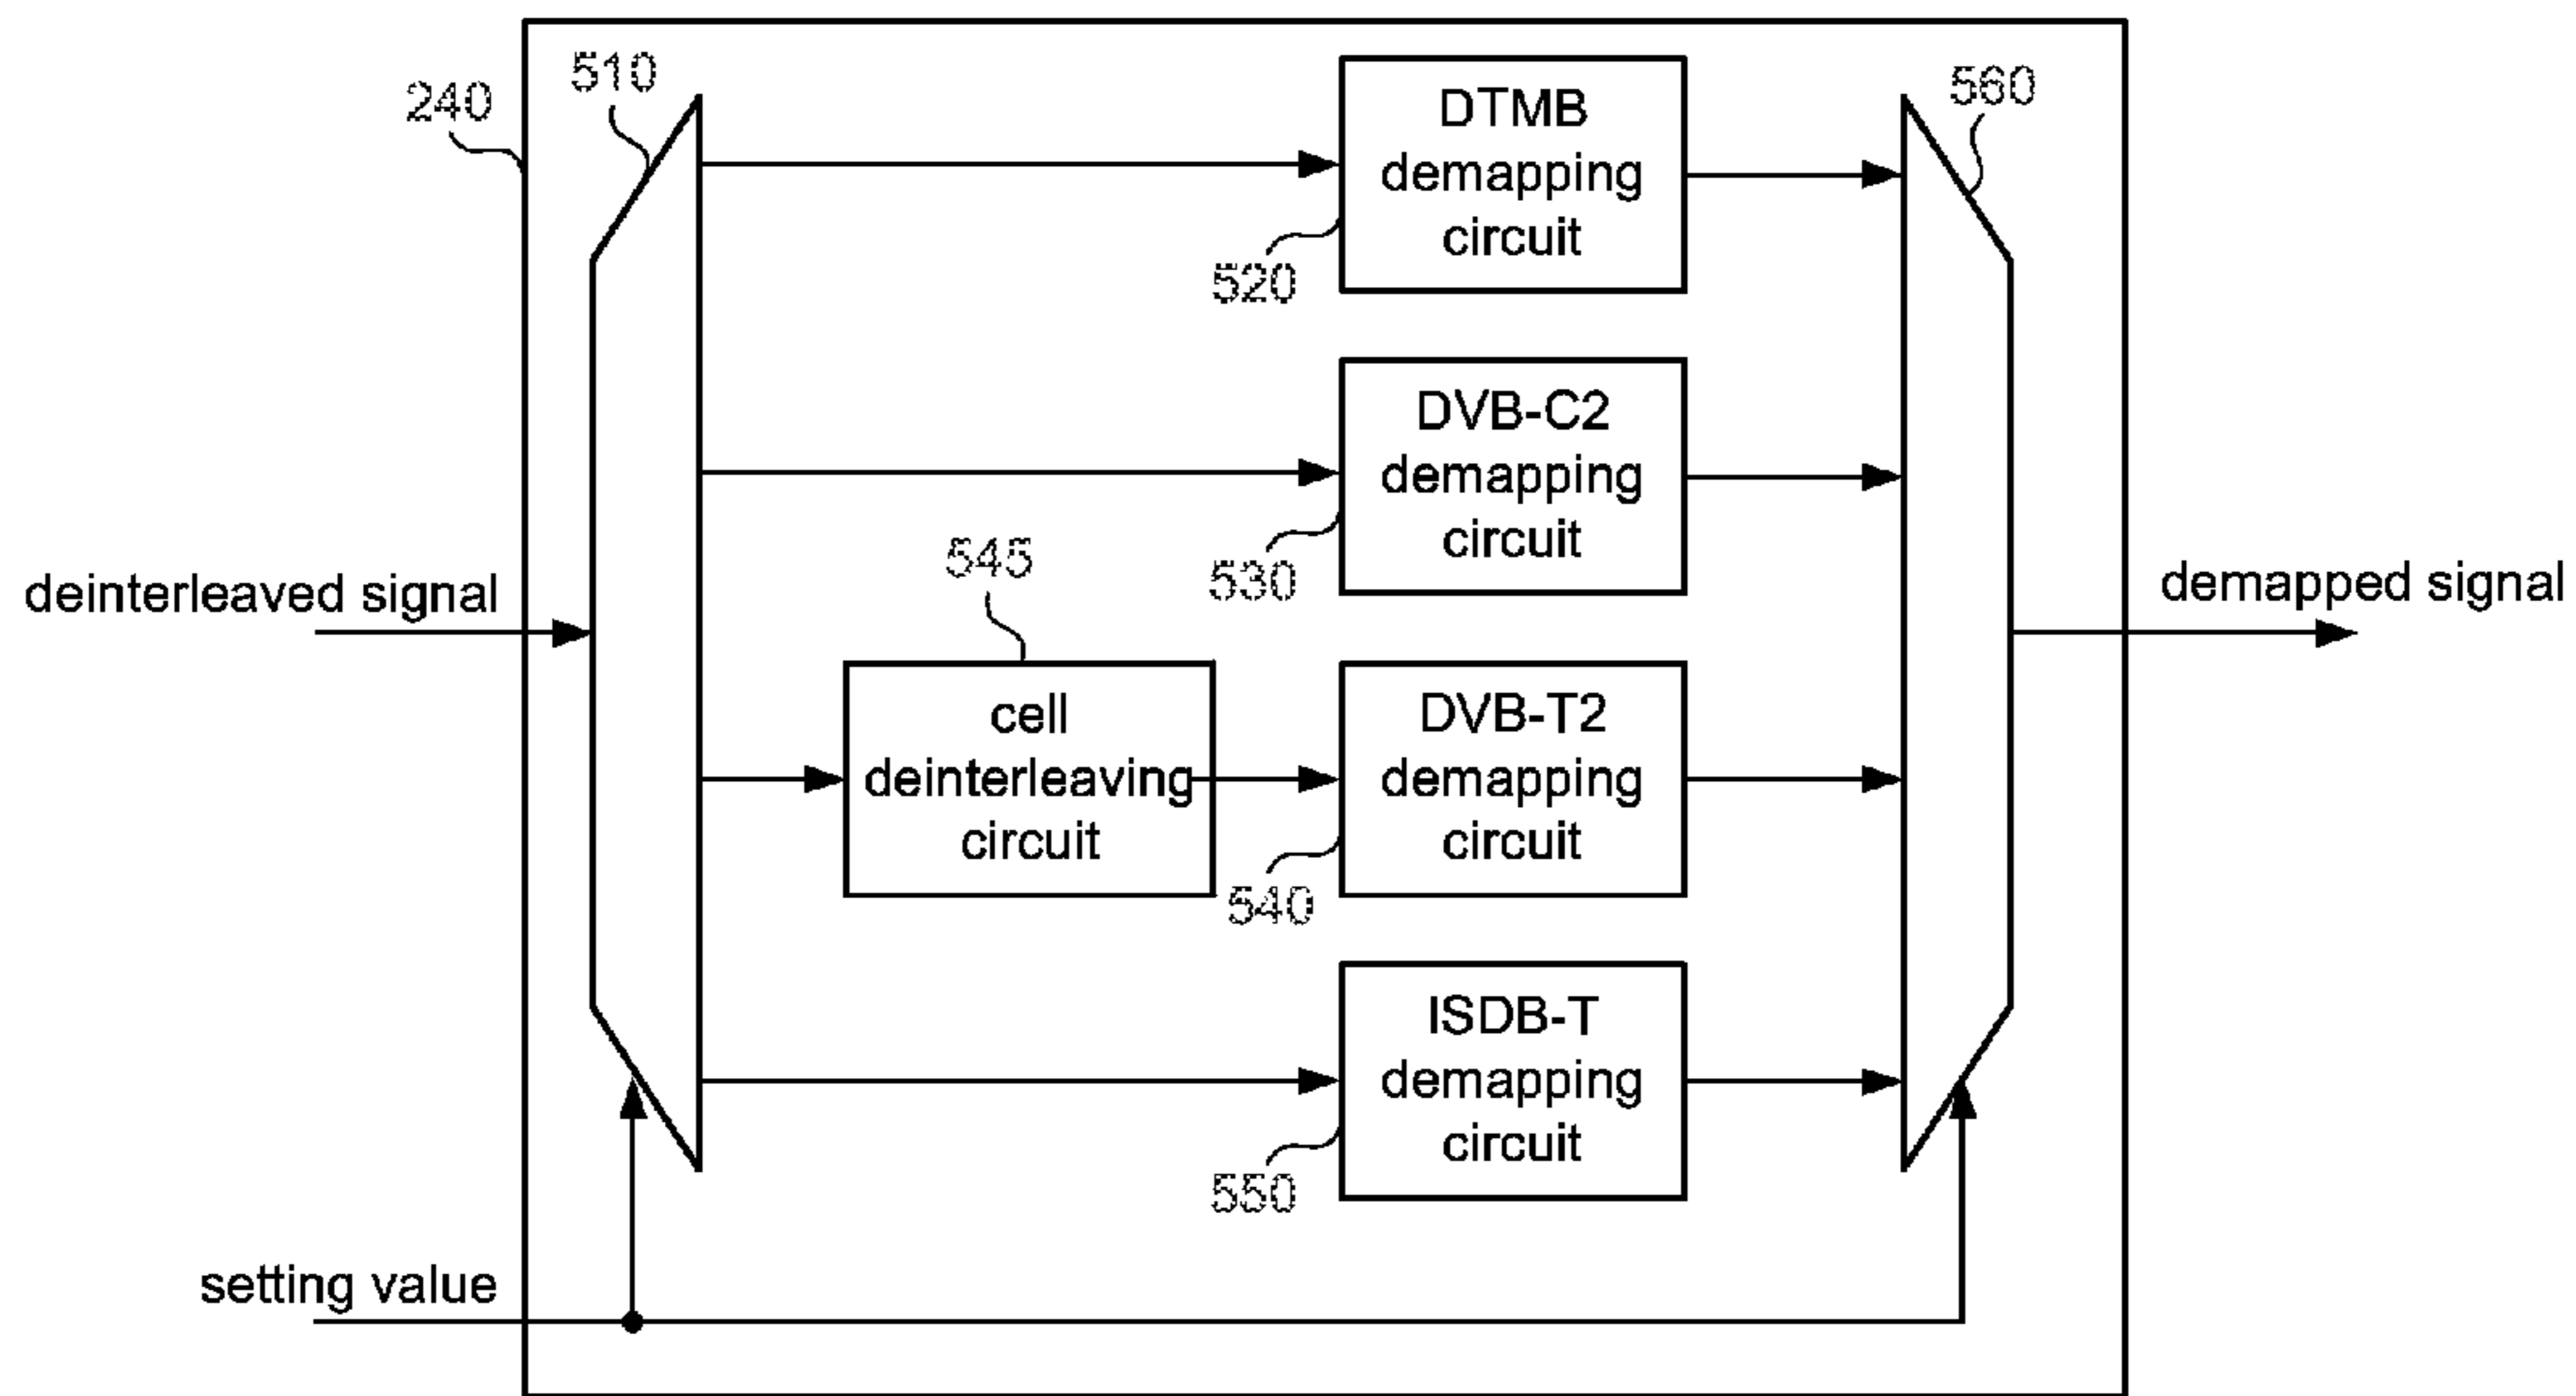 240
510
DTMB
demapping
circuit
520
560
DVB-C2
demapping
circuit
530
deinterleaved signal
545
demapped signal
cell
deinterleaving
circuit
DVB-T2
demapping
circuit
540
ISDB-T
demapping
circuit
550
setting value